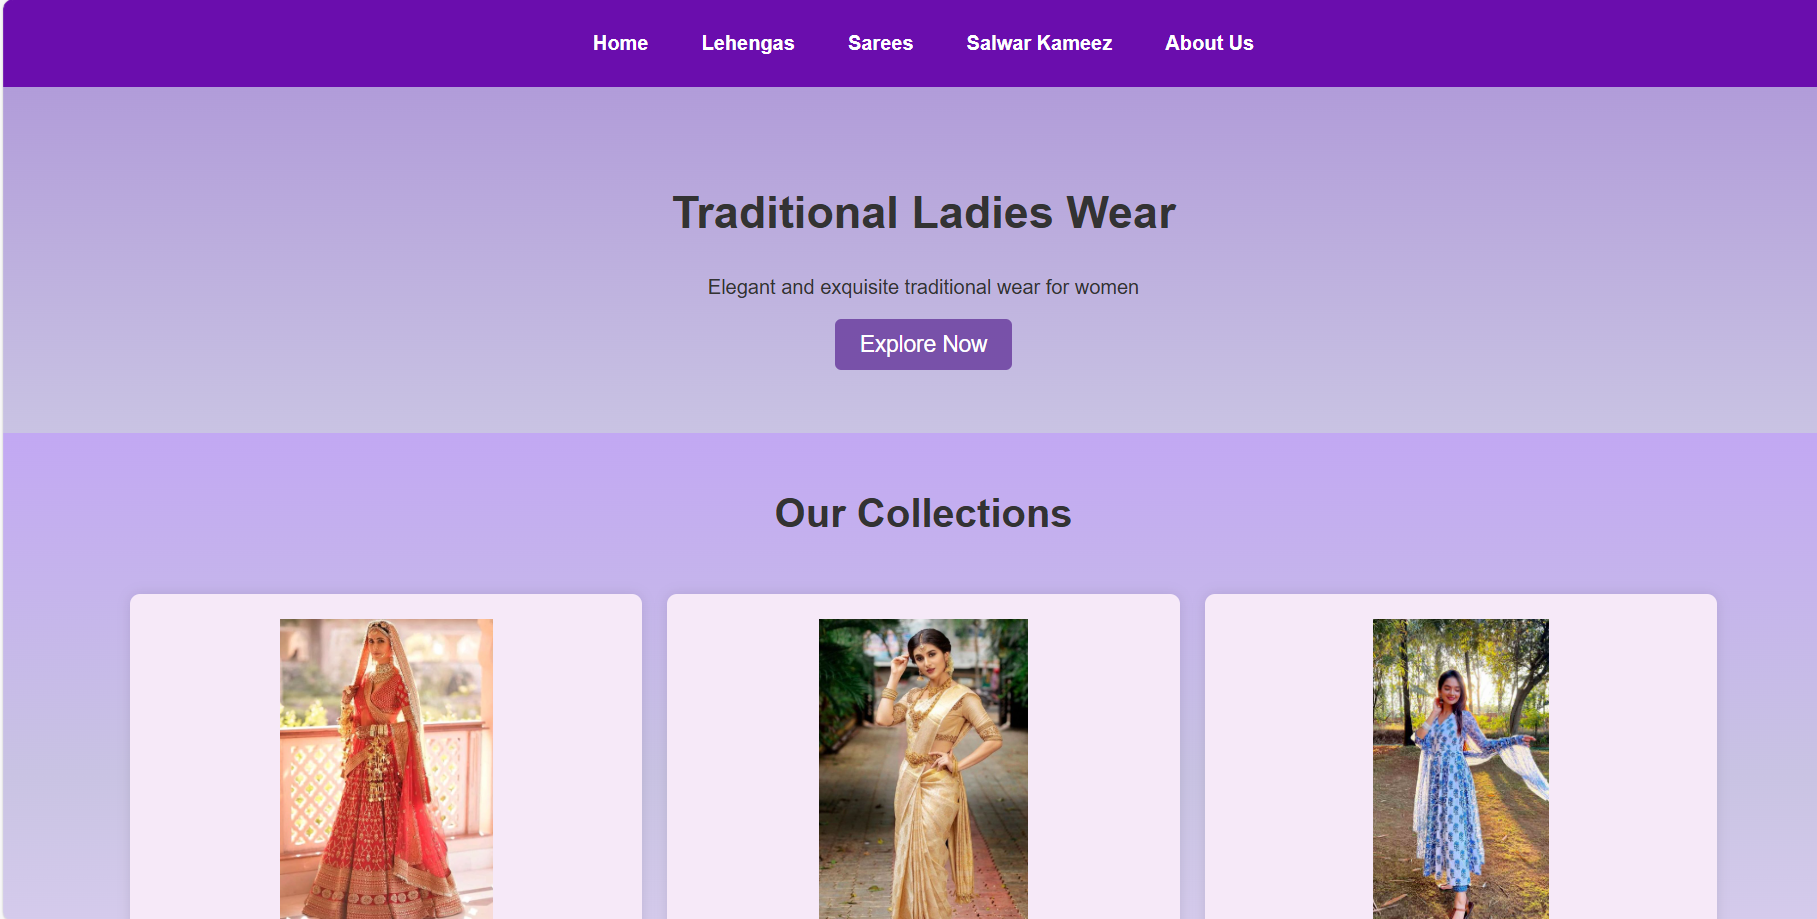 Home Lehengas Sarees Salwar Kameez About Us
Traditional Ladies Wear
Elegant and exquisite traditional wear for women
Explore Now
Our Collections